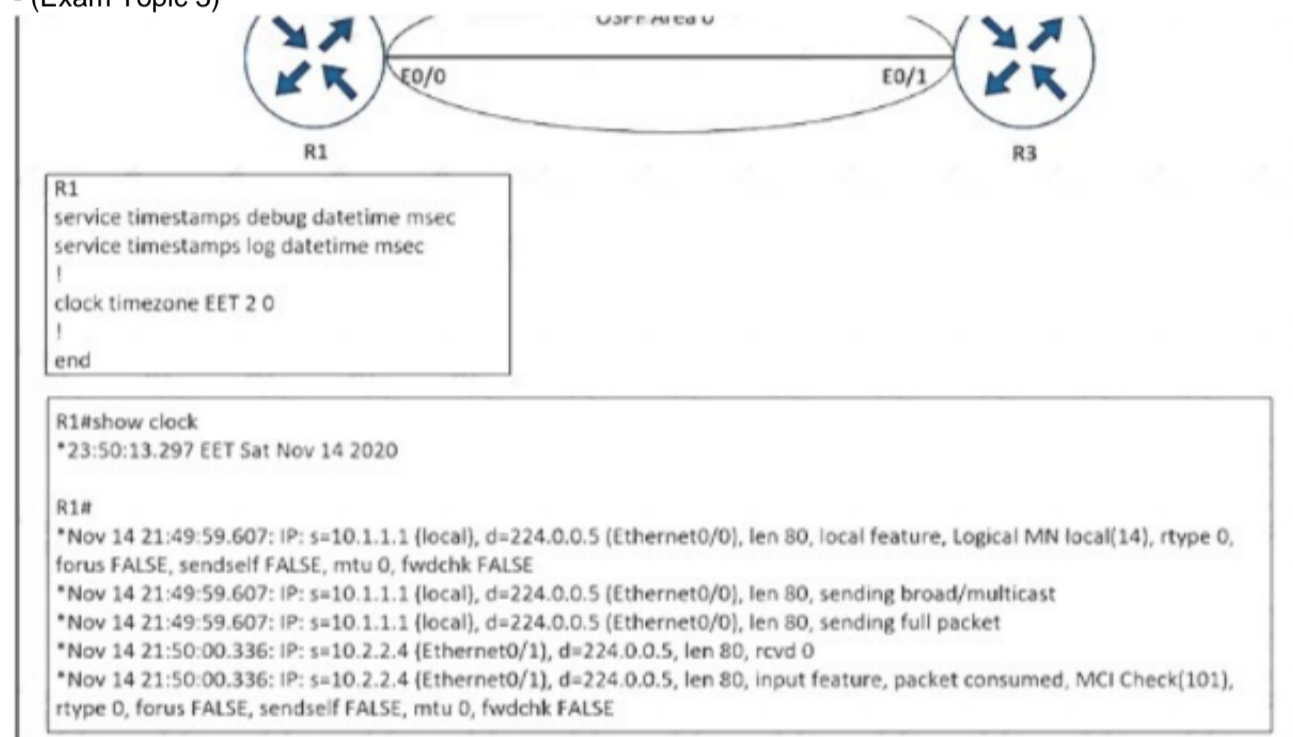 - (Exam Topic 3)
OSPF Area 0
E0/0
E0/1
R1
R3
R1
service timestamps debug datetime msec
service timestamps log datetime msec
!
clock timezone EET 2 0
!
end
R1#show clock
*23:50:13.297 EET Sat Nov 14 2020
R1#
*Nov 14 21:49:59.607: IP: s=10.1.1.1 (local), d=224.0.0.5 (Ethernet0/0), len 80, local feature, Logical MN local(14), rtype 0,
forus FALSE, sendself FALSE, mtu 0, fwdchk FALSE
*Nov 14 21:49:59.607: IP: s=10.1.1.1 (local), d=224.0.0.5 (Ethernet0/0), len 80, sending broad/multicast
*Nov 14 21:49:59.607: IP: s=10.1.1.1 (local), d=224.0.0.5 (Ethernet0/0), len 80, sending full packet
*Nov 14 21:50:00.336: IP: s=10.2.2.4 (Ethernet0/1), d=224.0.0.5, len 80, rcvd 0
*Nov 14 21:50:00.336: IP: s=10.2.2.4 (Ethernet0/1), d=224.0.0.5, len 80, input feature, packet consumed, MCI Check(101),
rtype 0, forus FALSE, sendself FALSE, mtu 0, fwdchk FALSE